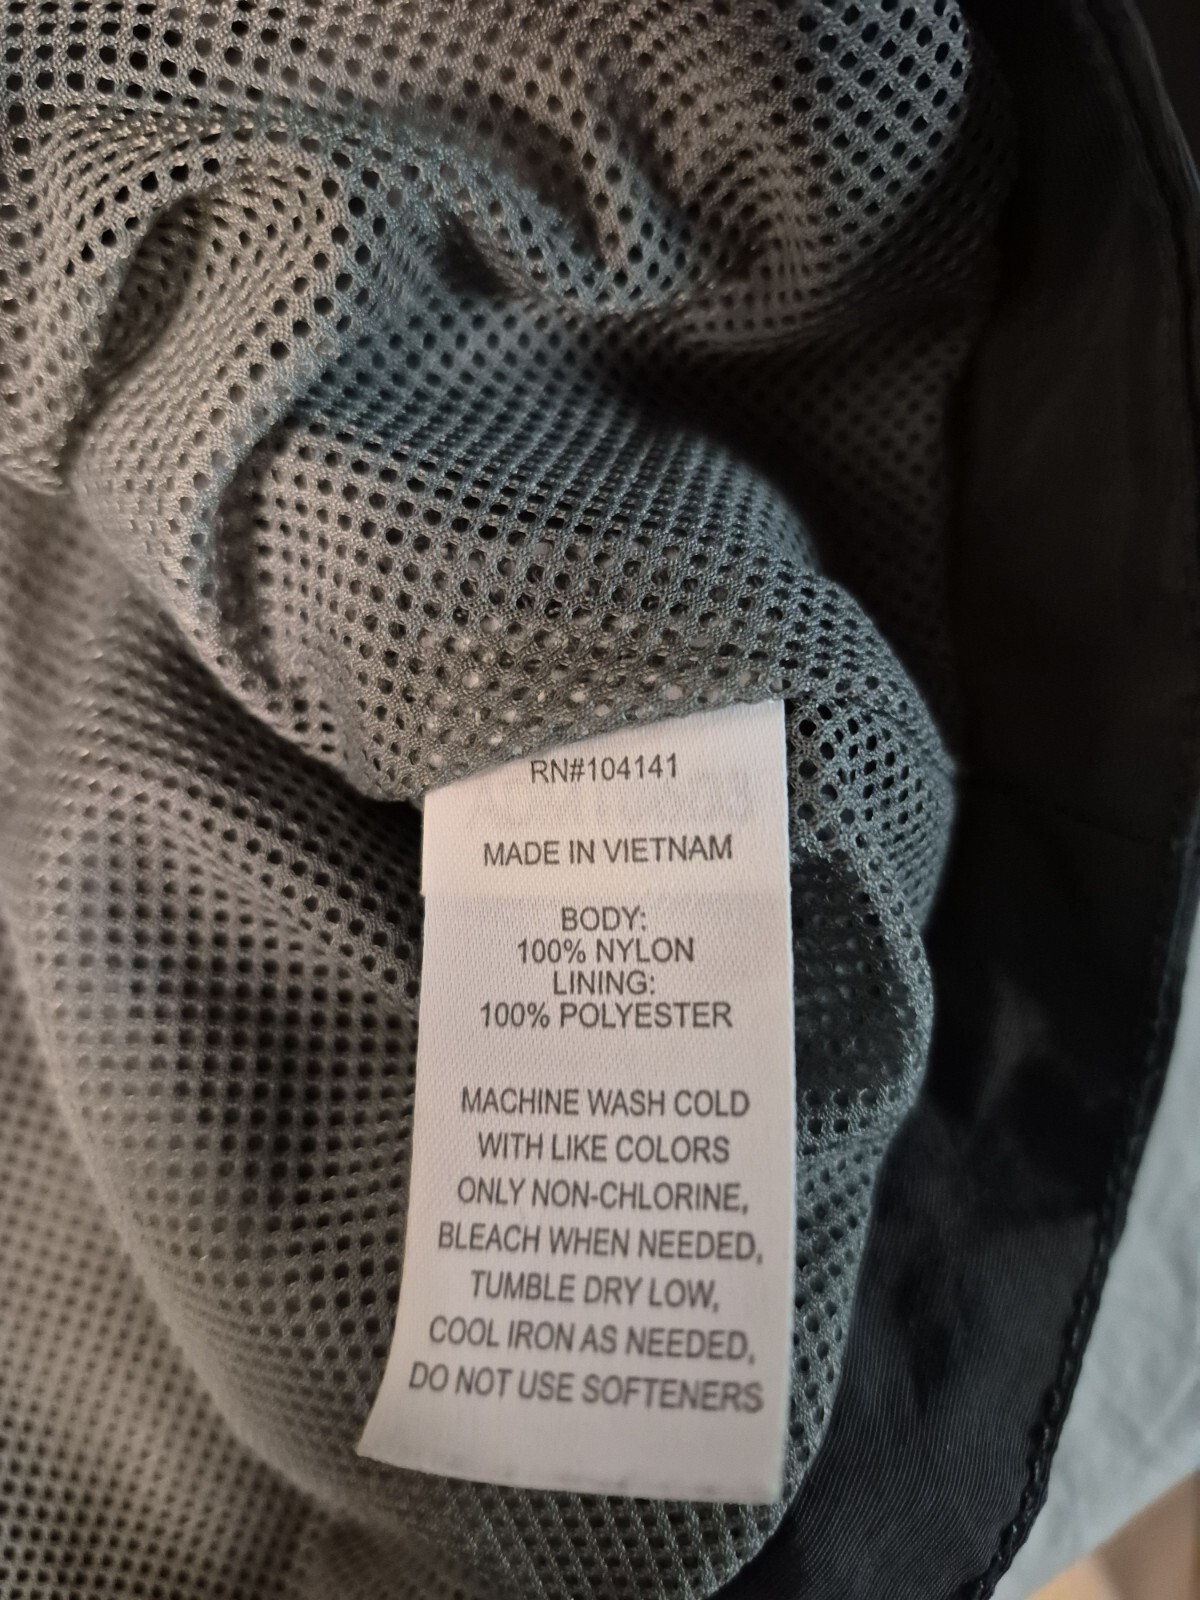 RN#104141
MADE IN VIETNAM
BODY:
100% NYLON
LINING:
100% POLYESTER
MACHINE WASH COLD
WITH LIKE COLORS
ONLY NON-CHLORINE,
BLEACH WHEN NEEDED,
TUMBLE DRY LOW,
COOL IRON AS NEEDED,
DO NOT USE SOFTENERS